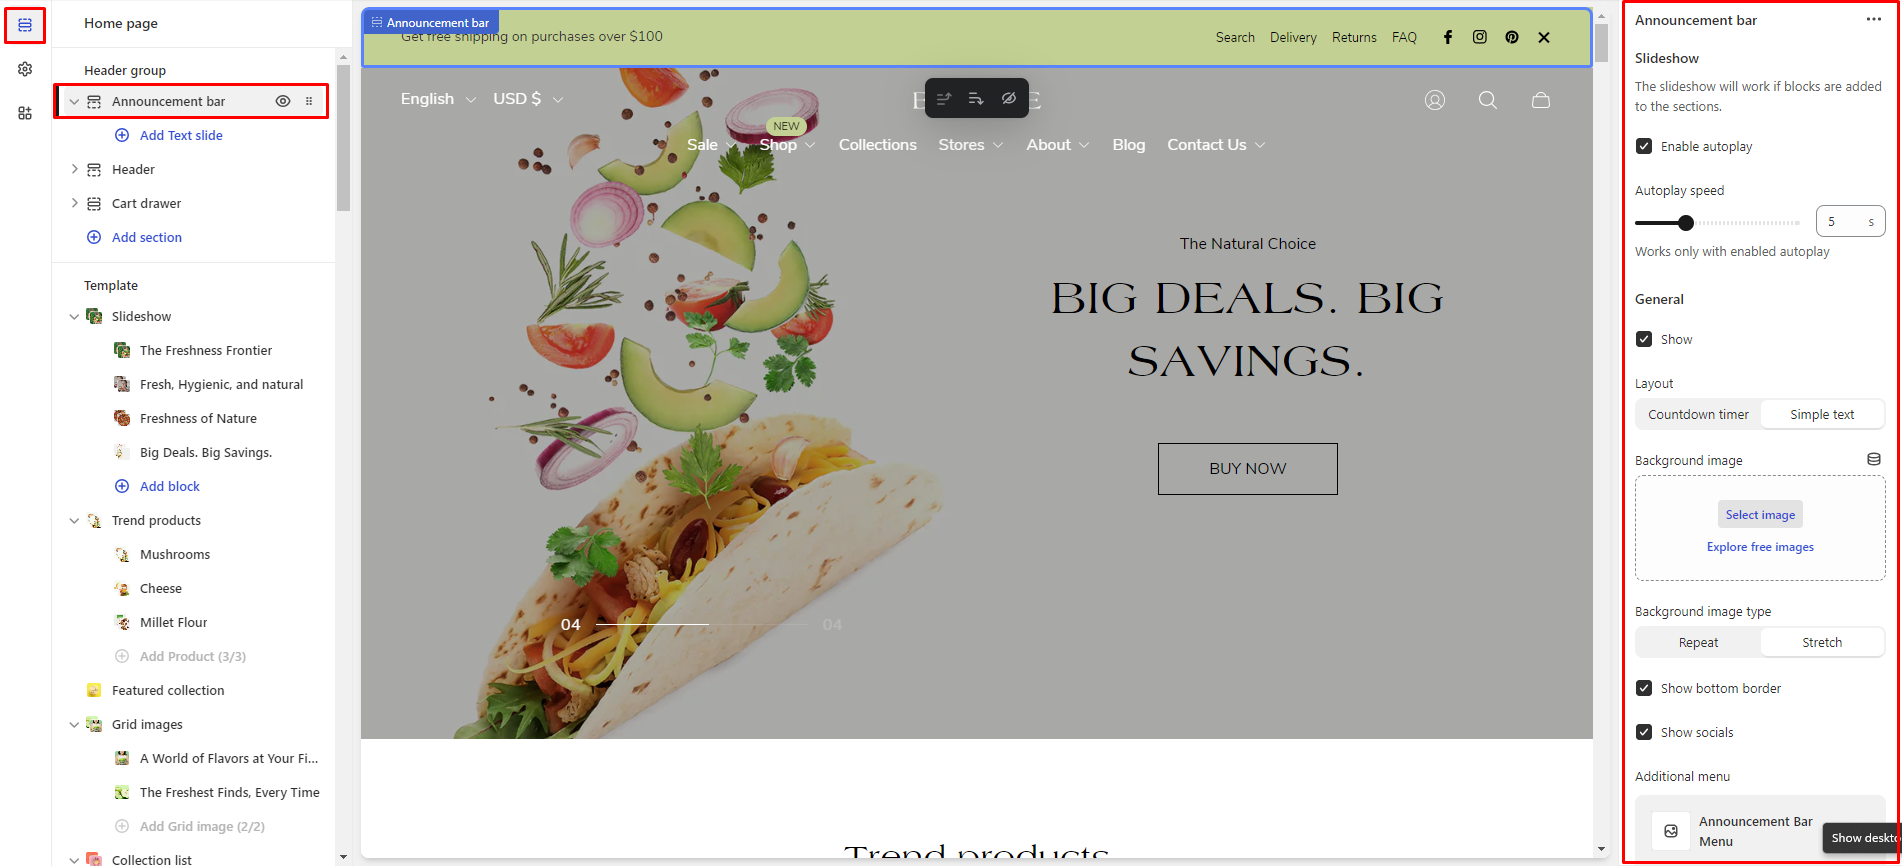 Home page
Header group
Announcement bar
Add Text slide
Header
Cart drawer
Add section
Template
Slideshow
The Freshness Frontier
Fresh, Hygienic, and natural
Freshness of Nature
Big Deals. Big Savings.
Add block
Trend products
Mushrooms
Cheese
Millet Flour
Add Product (3/3)
Featured collection
Grid images
A World of Flavors at Your Fi...
The Freshest Finds, Every Time
Add Grid image (2/2)
Collection list
Announcement bar
Get free shipping on purchases over $100
Search Delivery Returns FAQ
English USD $
NEW
Sale Shop Collections Stores About Blog Contact Us
The Natural Choice
BIG DEALS. BIG
SAVINGS.
BUY NOW
04 04
Trend products
Announcement bar
Slideshow
The slideshow will work if blocks are added
to the sections.
Enable autoplay
Autoplay speed
5 s
Works only with enabled autoplay
General
Show
Layout
Countdown timer Simple text
Background image
Select image
Explore free images
Background image type
Repeat Stretch
Show bottom border
Show socials
Additional menu
Announcement Bar
Menu
Show deskto